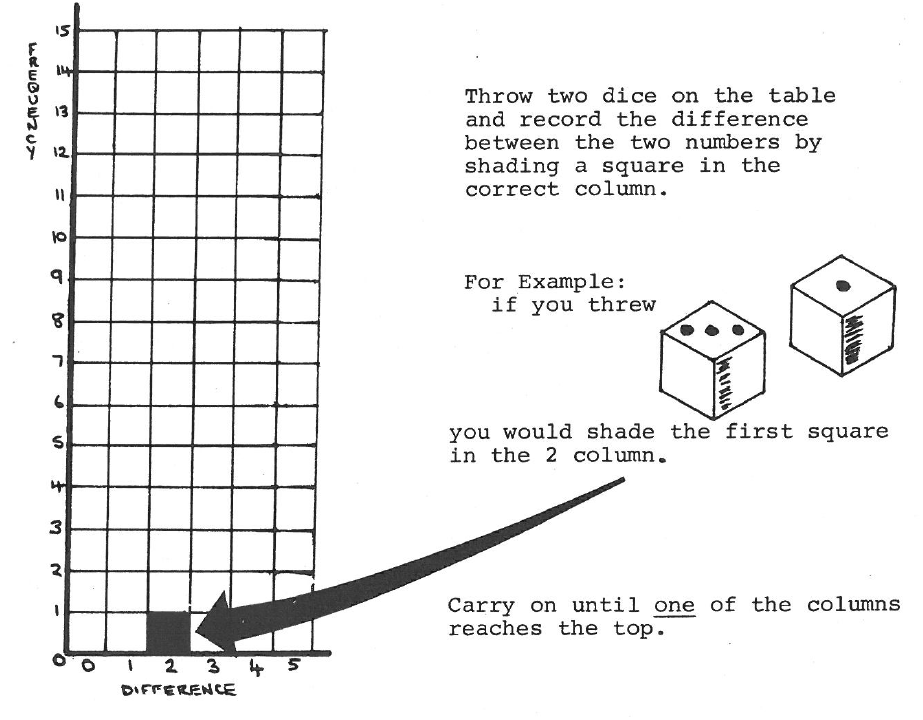 FREQUENCY
15
14
13
12
11
10
9
8
7
6
5
4
3
2
1
0
0 1 2 3 4 5
DIFFERENCE
Throw two dice on the table
and record the difference
between the two numbers by
shading a square in the
correct column.
For Example:
if you threw
you would shade the first square
in the 2 column.
Carry on until one of the columns
reaches the top.